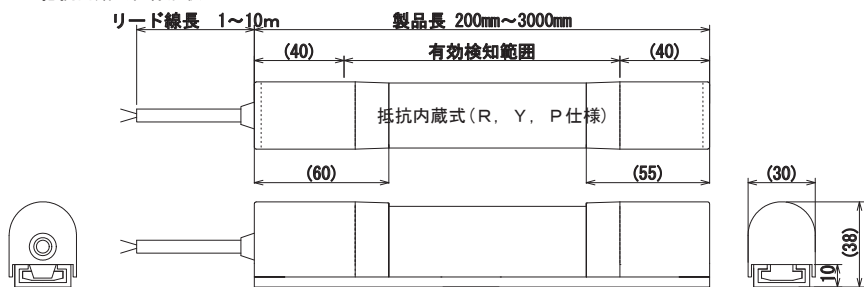 リード線長 1～10m
製品長 200mm～3000mm
(40)
有効検知範囲
(40)
抵抗内蔵式(R, Y, P仕様)
(60)
(55)
(30)
(38)
10